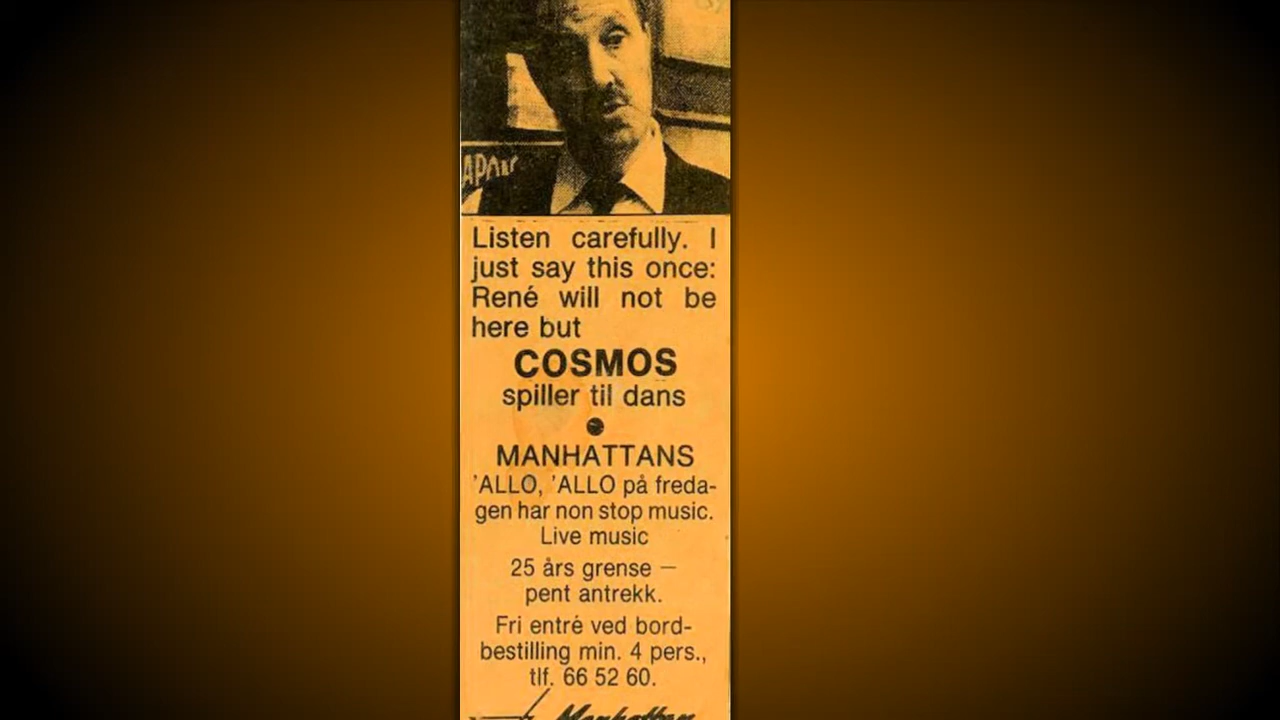 Listen carefully. I
just say this once:
René will not be
here but
COSMOS
spiller til dans
MANHATTANS
'ALLO, 'ALLO på freda-
gen har non stop music.
Live music
25 års grense —
pent antrekk.
Fri entré ved bord-
bestilling min. 4 pers.,
tlf. 66 52 60.